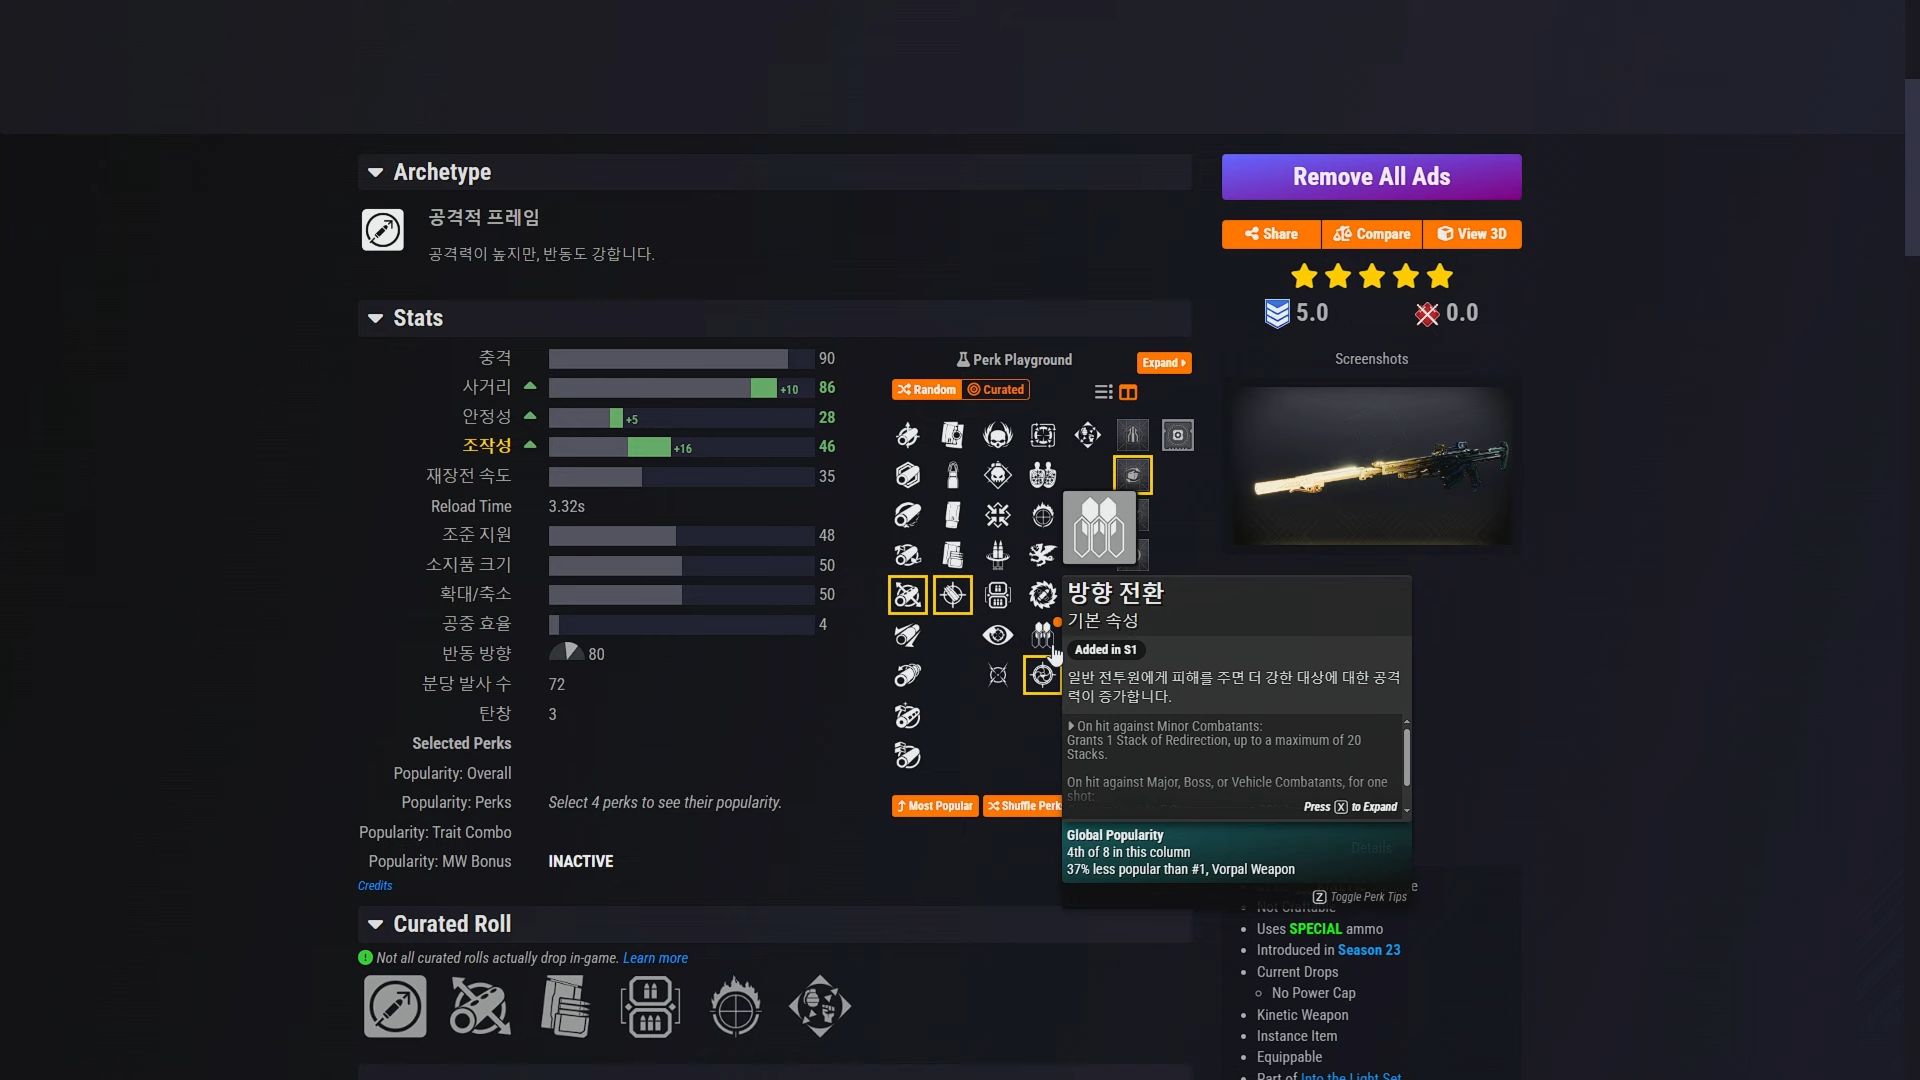 Archetype
공격적 프레임
공격력이 높지만, 반동도 강합니다.
Stats
충격 90
사거리 +10 86
안정성 +5 28
조작성 +16 46
재장전 속도 35
Reload Time 3.32s
조준 지원 48
소지품 크기 50
확대/축소 50
공중 효율 4
반동 방향 80
분당 발사 수 72
탄창 3
Selected Perks
Popularity: Overall
Popularity: Perks Select 4 perks to see their popularity.
Popularity: Trait Combo
Popularity: MW Bonus INACTIVE
Credits
Perk Playground
Expand
Random Curated
Most Popular Shuffle Perks
방향 전환
기본 속성
Added in S1
일반 전투원에게 피해를 주면 더 강한 대상에 대한 공격
력이 증가합니다.
On hit against Minor Combatants:
Grants 1 Stack of Redirection, up to a maximum of 20
Stacks.
On hit against Major, Boss, or Vehicle Combatants, for one
shot:
Press X to Expand
Global Popularity
4th of 8 in this column
37% less popular than #1, Vorpal Weapon
Z Toggle Perk Tips
Curated Roll
Not all curated rolls actually drop in-game. Learn more
Remove All Ads
Share Compare View 3D
5.0 0.0
Screenshots
Details
Not Craftable
Uses SPECIAL ammo
Introduced in Season 23
Current Drops
No Power Cap
Kinetic Weapon
Instance Item
Equippable
Part of Into the Light Set